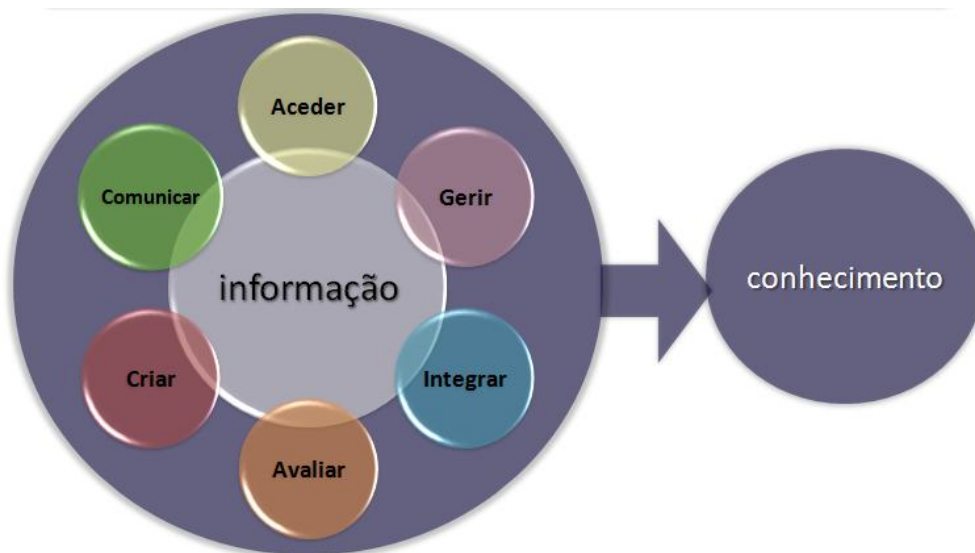 Aceder
Comunicar
Gerir
informação
conhecimento
Criar
Integrar
Avaliar